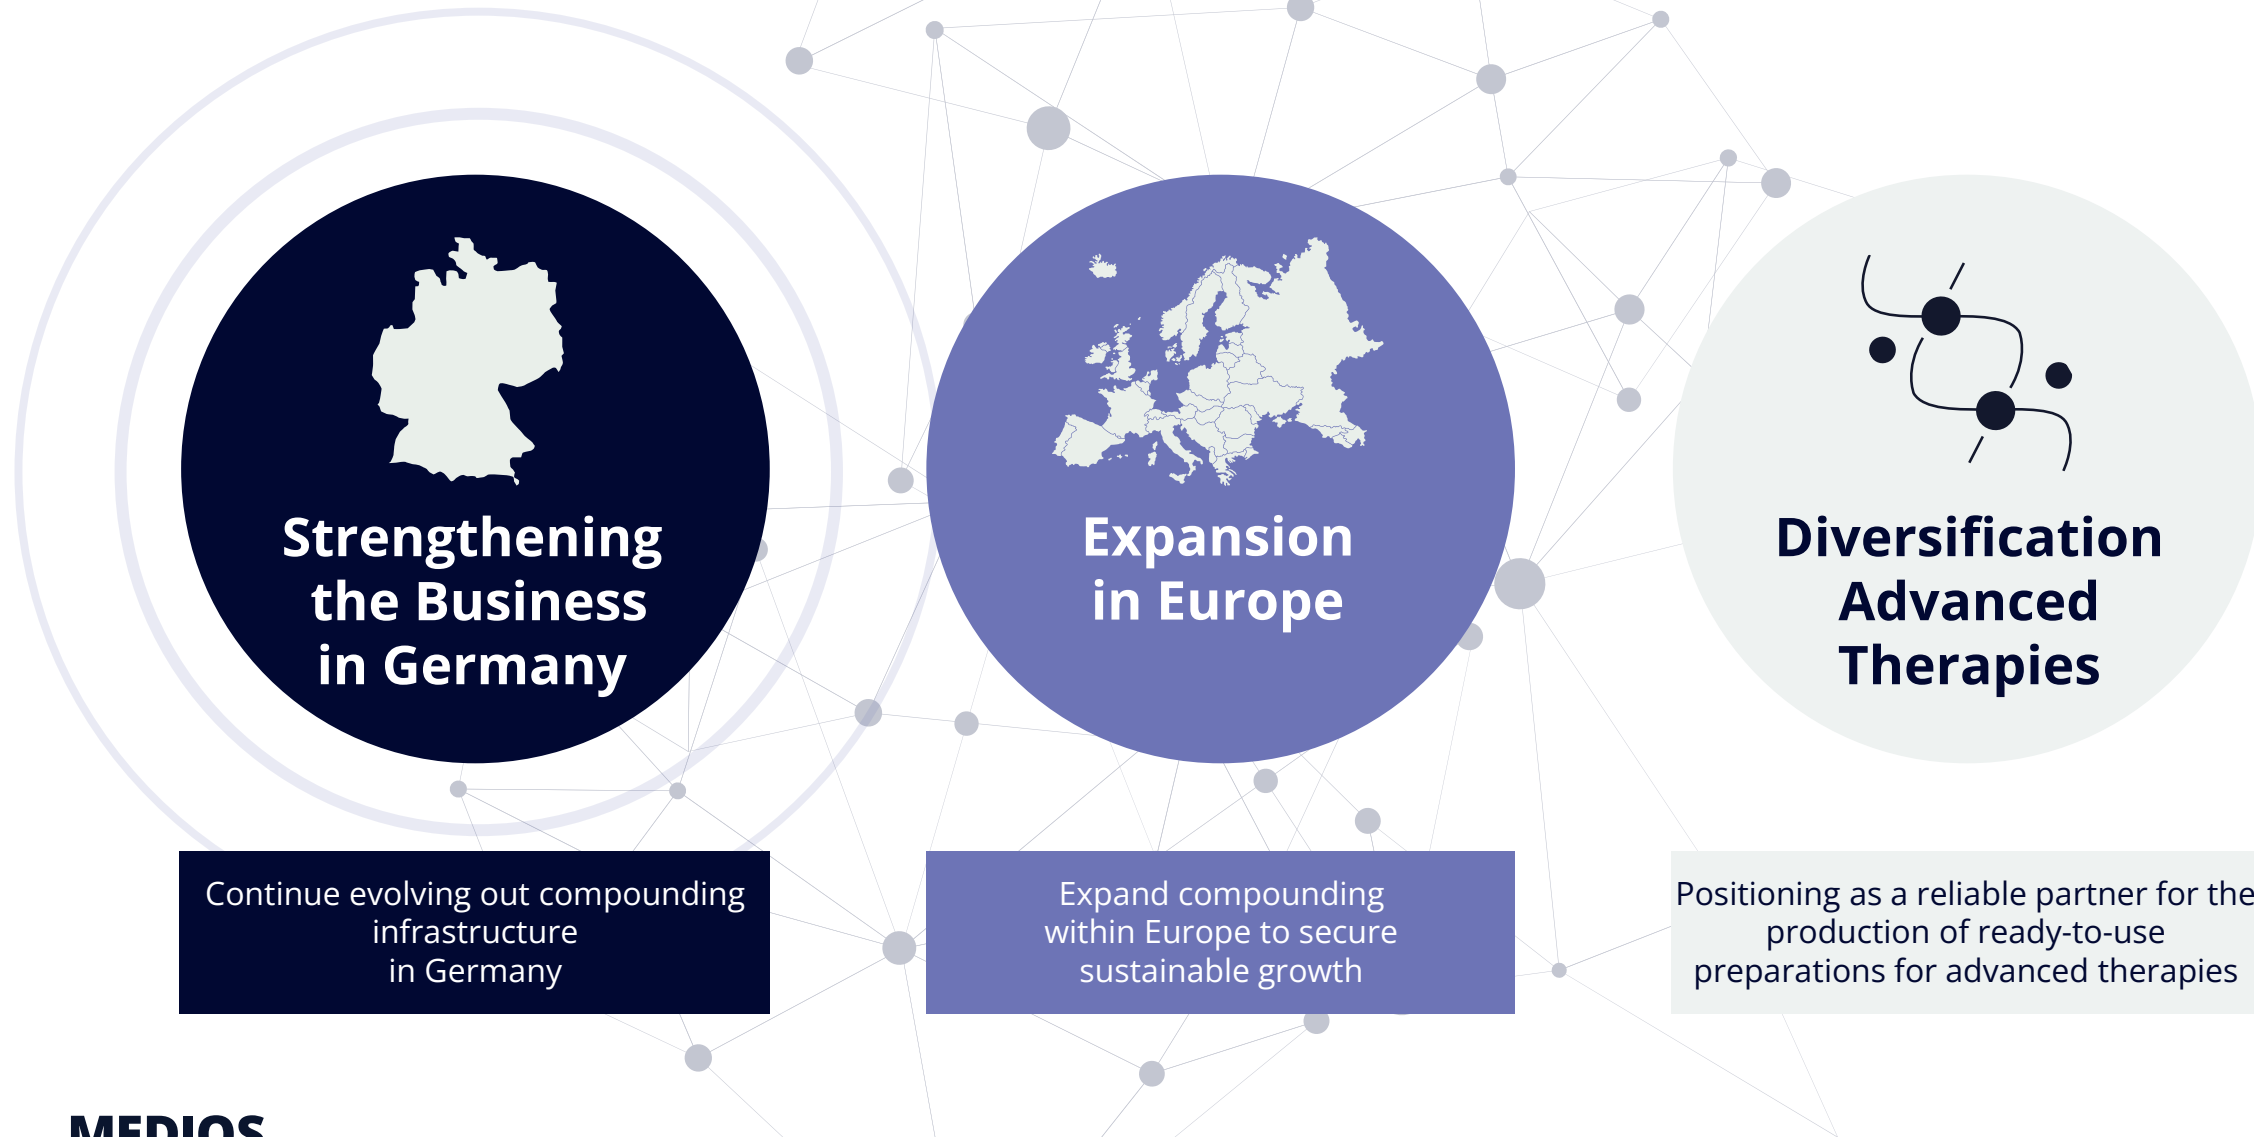 Strengthening
the Business
in Germany
Expansion
in Europe
Diversification
Advanced
Therapies
Continue evolving out compounding
infrastructure
in Germany
Expand compounding
within Europe to secure
sustainable growth
Positioning as a reliable partner for the
production of ready-to-use
preparations for advanced therapies
MEDIOS